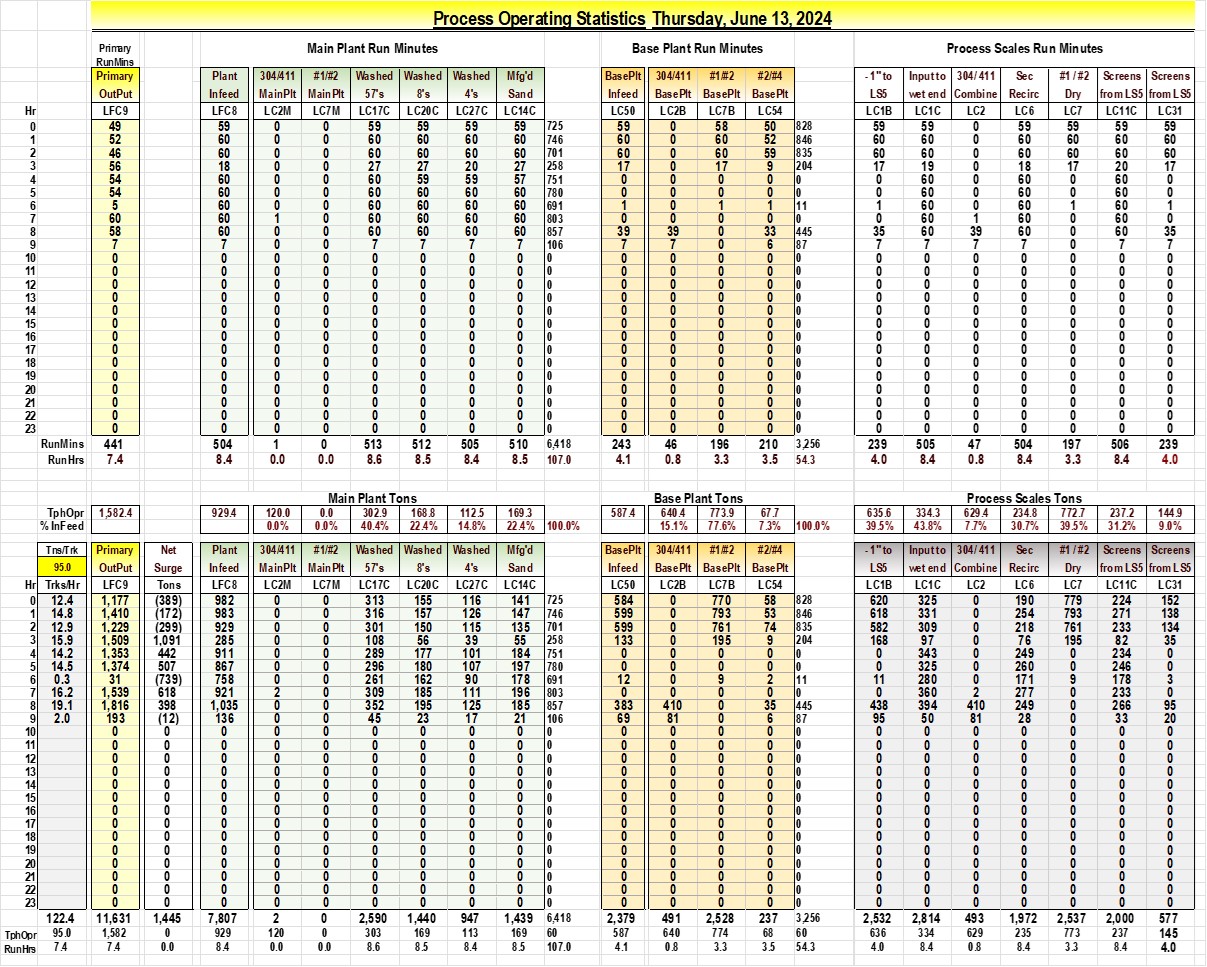 Process Operating Statistics Thursday, June 13, 2024
Primary Main Plant Run Minutes Base Plant Run Minutes Process Scales Run Minutes
RunMins
Primary Plant 304/411 #1/#2 Washed Washed Washed Mfg'd BasePlt 304/411 #1/#2 #2/#4 - 1" to Input to 304/ 411 Sec #1 / #2 Screens Screens
OutPut Infeed MainPlt MainPlt 57's 8's 4's Sand Infeed BasePlt BasePlt BasePlt LS5 wet end Combine Recirc Dry from LS5 from LS5
Hr LFC9 LFC8 LC2M LC7M LC17C LC20C LC27C LC14C LC50 LC2B LC7B LC54 LC1B LC1C LC2 LC6 LC7 LC11C LC31
0 49 59 0 0 59 59 59 59 725 59 0 58 50 828 59 59 0 59 59 59 59
1 52 60 0 0 60 60 60 60 746 60 0 60 52 846 60 60 0 60 60 60 60
2 46 60 0 0 60 60 60 60 701 60 0 60 59 835 60 60 0 60 60 60 60
3 56 18 0 0 27 27 20 27 258 17 0 17 9 204 17 19 0 18 17 20 17
4 54 60 0 0 60 59 59 57 751 0 0 0 0 0 0 60 0 60 0 60 0
5 54 60 0 0 60 60 60 60 780 0 0 0 0 0 0 60 0 60 0 60 0
6 5 60 0 0 60 60 60 60 691 1 0 1 1 11 1 60 0 60 1 60 1
7 60 60 1 0 60 60 60 60 803 0 0 0 0 0 0 60 1 60 0 60 0
8 58 60 0 0 60 60 60 60 857 39 39 0 33 445 35 60 39 60 0 60 35
9 7 7 0 0 7 7 7 7 106 7 7 0 6 87 7 7 7 7 0 7 7
10 0 0 0 0 0 0 0 0 0 0 0 0 0 0 0 0 0 0 0 0 0
11 0 0 0 0 0 0 0 0 0 0 0 0 0 0 0 0 0 0 0 0 0
12 0 0 0 0 0 0 0 0 0 0 0 0 0 0 0 0 0 0 0 0 0
13 0 0 0 0 0 0 0 0 0 0 0 0 0 0 0 0 0 0 0 0 0
14 0 0 0 0 0 0 0 0 0 0 0 0 0 0 0 0 0 0 0 0 0
15 0 0 0 0 0 0 0 0 0 0 0 0 0 0 0 0 0 0 0 0 0
16 0 0 0 0 0 0 0 0 0 0 0 0 0 0 0 0 0 0 0 0 0
17 0 0 0 0 0 0 0 0 0 0 0 0 0 0 0 0 0 0 0 0 0
18 0 0 0 0 0 0 0 0 0 0 0 0 0 0 0 0 0 0 0 0 0
19 0 0 0 0 0 0 0 0 0 0 0 0 0 0 0 0 0 0 0 0 0
20 0 0 0 0 0 0 0 0 0 0 0 0 0 0 0 0 0 0 0 0 0
21 0 0 0 0 0 0 0 0 0 0 0 0 0 0 0 0 0 0 0 0 0
22 0 0 0 0 0 0 0 0 0 0 0 0 0 0 0 0 0 0 0 0 0
23 0 0 0 0 0 0 0 0 0 0 0 0 0 0 0 0 0 0 0 0 0
RunMins 441 504 1 0 513 512 505 510 6,418 243 46 196 210 3,256 239 505 47 504 197 506 239
RunHrs 7.4 8.4 0.0 0.0 8.6 8.5 8.4 8.5 107.0 4.1 0.8 3.3 3.5 54.3 4.0 8.4 0.8 8.4 3.3 8.4 4.0
Main Plant Tons Base Plant Tons Process Scales Tons
TphOpr 1,582.4 929.4 120.0 0.0 302.9 168.8 112.5 169.3 587.4 640.4 773.9 67.7 635.6 334.3 629.4 234.8 772.7 237.2 144.9
% InFeed 0.0% 0.0% 40.4% 22.4% 14.8% 22.4% 100.0% 15.1% 77.6% 7.3% 100.0% 39.5% 43.8% 7.7% 30.7% 39.5% 31.2% 9.0%
Tns/Trk Primary Net Plant 304/411 #1/#2 Washed Washed Washed Mfg'd BasePlt 304/411 #1/#2 #2/#4 - 1" to Input to 304/ 411 Sec #1 / #2 Screens Screens
95.0 OutPut Surge Infeed MainPlt MainPlt 57's 8's 4's Sand Infeed BasePlt BasePlt BasePlt LS5 wet end Combine Recirc Dry from LS5 from LS5
Hr Trks/Hr LFC9 Tons LFC8 LC2M LC7M LC17C LC20C LC27C LC14C LC50 LC2B LC7B LC54 LC1B LC1C LC2 LC6 LC7 LC11C LC31
0 12.4 1,177 (389) 982 0 0 313 155 116 141 725 584 0 770 58 828 620 325 0 190 779 224 152
1 14.8 1,410 (172) 983 0 0 316 157 126 147 746 599 0 793 53 846 618 331 0 254 793 271 138
2 12.9 1,229 (299) 929 0 0 301 150 115 135 701 599 0 761 74 835 582 309 0 218 761 233 134
3 15.9 1,509 1,091 285 0 0 108 56 39 55 258 133 0 195 9 204 168 97 0 76 195 82 35
4 14.2 1,353 442 911 0 0 289 177 101 184 751 0 0 0 0 0 0 343 0 249 0 234 0
5 14.5 1,374 507 867 0 0 296 180 107 197 780 0 0 0 0 0 0 325 0 260 0 246 0
6 0.3 31 (739) 758 0 0 261 162 90 178 691 12 0 9 2 11 11 280 0 171 9 178 3
7 16.2 1,539 618 921 2 0 309 185 111 196 803 0 0 0 0 0 0 360 2 277 0 233 0
8 19.1 1,816 398 1,035 0 0 352 195 125 185 857 383 410 0 35 445 438 394 410 249 0 266 95
9 2.0 193 (12) 136 0 0 45 23 17 21 106 69 81 0 6 87 95 50 81 28 0 33 20
10 0 0 0 0 0 0 0 0 0 0 0 0 0 0 0 0 0 0 0 0 0 0
11 0 0 0 0 0 0 0 0 0 0 0 0 0 0 0 0 0 0 0 0 0 0
12 0 0 0 0 0 0 0 0 0 0 0 0 0 0 0 0 0 0 0 0 0 0
13 0 0 0 0 0 0 0 0 0 0 0 0 0 0 0 0 0 0 0 0 0 0
14 0 0 0 0 0 0 0 0 0 0 0 0 0 0 0 0 0 0 0 0 0 0
15 0 0 0 0 0 0 0 0 0 0 0 0 0 0 0 0 0 0 0 0 0 0
16 0 0 0 0 0 0 0 0 0 0 0 0 0 0 0 0 0 0 0 0 0 0
17 0 0 0 0 0 0 0 0 0 0 0 0 0 0 0 0 0 0 0 0 0 0
18 0 0 0 0 0 0 0 0 0 0 0 0 0 0 0 0 0 0 0 0 0 0
19 0 0 0 0 0 0 0 0 0 0 0 0 0 0 0 0 0 0 0 0 0 0
20 0 0 0 0 0 0 0 0 0 0 0 0 0 0 0 0 0 0 0 0 0 0
21 0 0 0 0 0 0 0 0 0 0 0 0 0 0 0 0 0 0 0 0 0 0
22 0 0 0 0 0 0 0 0 0 0 0 0 0 0 0 0 0 0 0 0 0 0
23 0 0 0 0 0 0 0 0 0 0 0 0 0 0 0 0 0 0 0 0 0 0
122.4 11,631 1,445 7,807 2 0 2,590 1,440 947 1,439 6,418 2,379 491 2,528 237 3,256 2,532 2,814 493 1,972 2,537 2,000 577
TphOpr 95.0 1,582 0 929 120 0 303 169 113 169 60 587 640 774 68 60 636 334 629 235 773 237 145
RunHrs 7.4 7.4 0.0 8.4 0.0 0.0 8.6 8.5 8.4 8.5 107.0 4.1 0.8 3.3 3.5 54.3 4.0 8.4 0.8 8.4 3.3 8.4 4.0